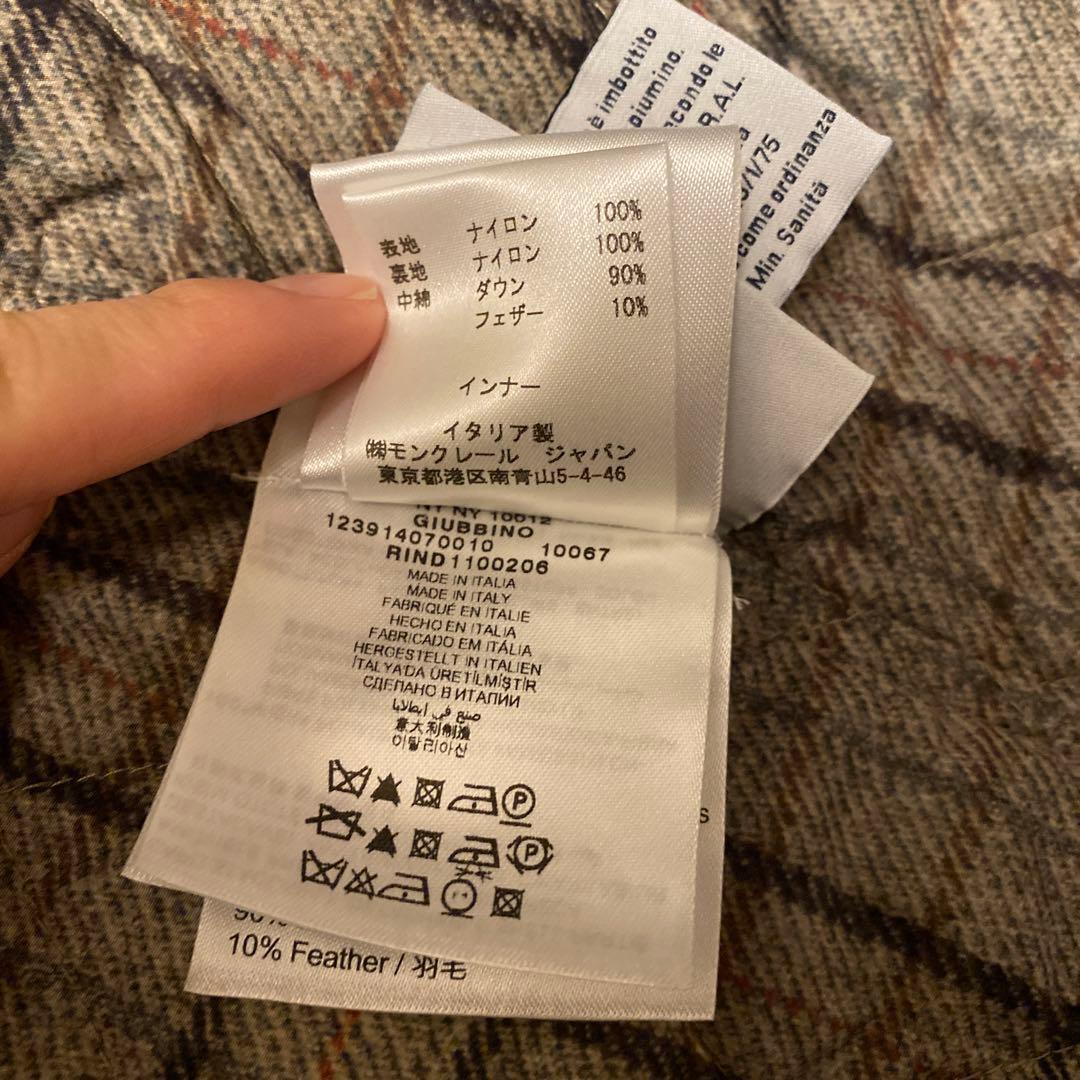 è imbottito
piumino.
econdo le
R.A.L.
/1/75
come ordinanza
Min. Sanità
表地 ナイロン 100%
裏地 ナイロン 100%
中綿 ダウン 90%
フェザー 10%
インナー
イタリア製
㈱モンクレール ジャパン
東京都港区南青山5-4-46
NY NY 10012
GIUBBINO
123914070010 10067
RIND1100206
MADE IN ITALIA
MADE IN ITALY
FABRIQUÉ EN ITALIE
HECHO EN ITALIA
FABRICADO EM ITÁLIA
HERGESTELLT IN ITALIEN
İTALYA'DA ÜRETİLMİŞTİR
СДЕЛАНО В ИТАЛИИ
صنع في ايطاليا
意大利制造
이탈리아산
P
P
s
90%
10% Feather / 羽毛